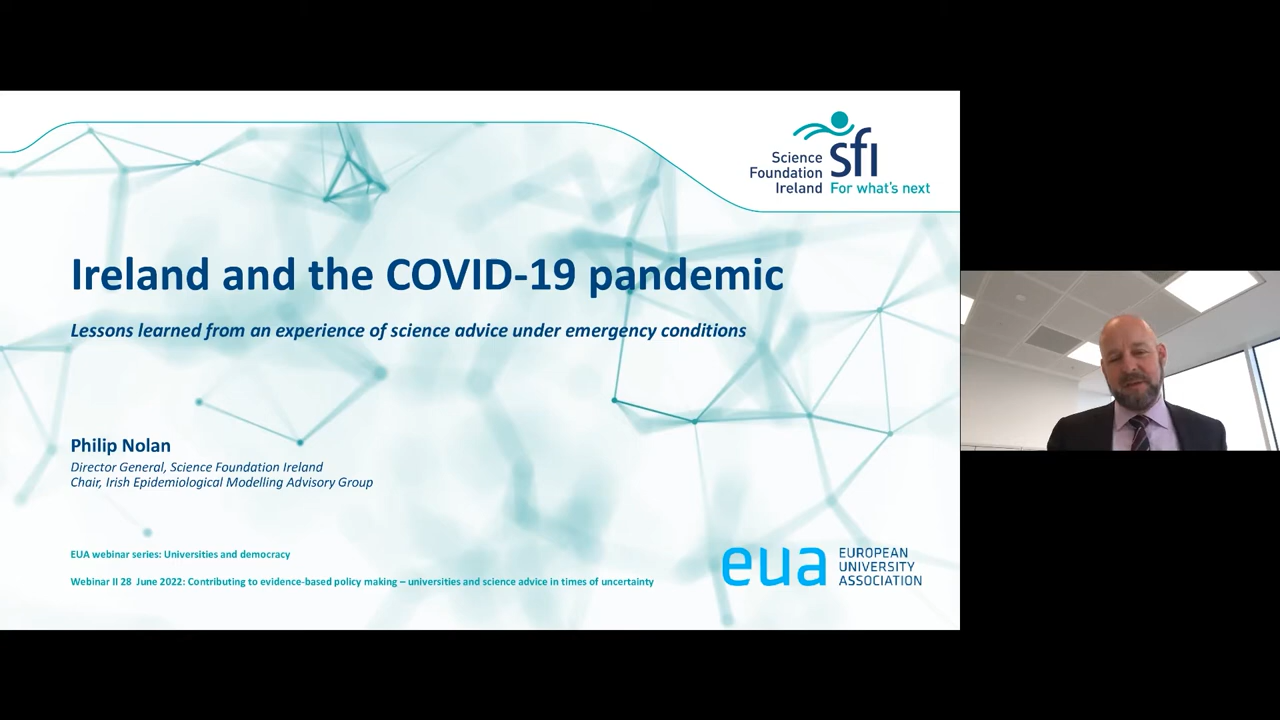 Science
Foundation
Ireland
sfi
For what's next
Ireland and the COVID-19 pandemic
Lessons learned from an experience of science advice under emergency conditions
Philip Nolan
Director General, Science Foundation Ireland
Chair, Irish Epidemiological Modelling Advisory Group
EUA webinar series: Universities and democracy
Webinar II 28 June 2022: Contributing to evidence-based policy making – universities and science advice in times of uncertainty
eua
EUROPEAN
UNIVERSITY
ASSOCIATION